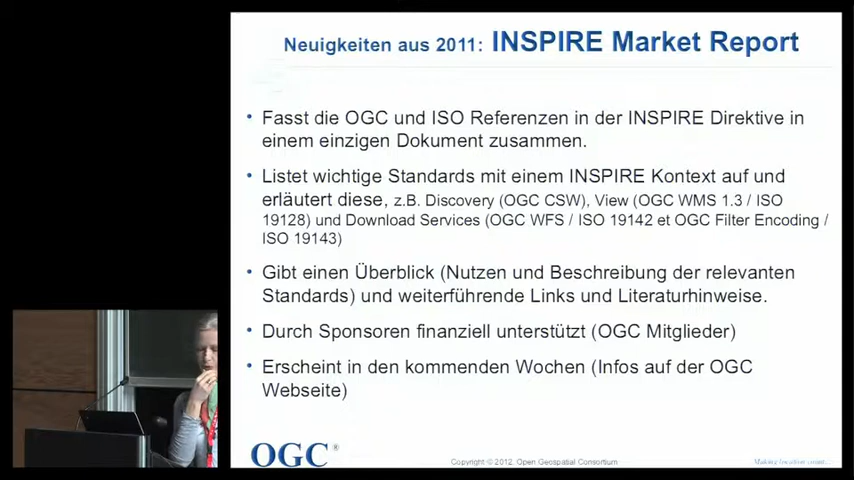 Neuigkeiten aus 2011: INSPIRE Market Report
• Fasst die OGC und ISO Referenzen in der INSPIRE Direktive in
einem einzigen Dokument zusammen.
• Listet wichtige Standards mit einem INSPIRE Kontext auf und
erläutert diese, z.B. Discovery (OGC CSW), View (OGC WMS 1.3 / ISO
19128) und Download Services (OGC WFS / ISO 19142 et OGC Filter Encoding /
ISO 19143)
• Gibt einen Überblick (Nutzen und Beschreibung der relevanten
Standards) und weiterführende Links und Literaturhinweise.
• Durch Sponsoren finanziell unterstützt (OGC Mitglieder)
• Erscheint in den kommenden Wochen (Infos auf der OGC
Webseite)
OGC®
Copyright © 2012, Open Geospatial Consortium
Making location count...